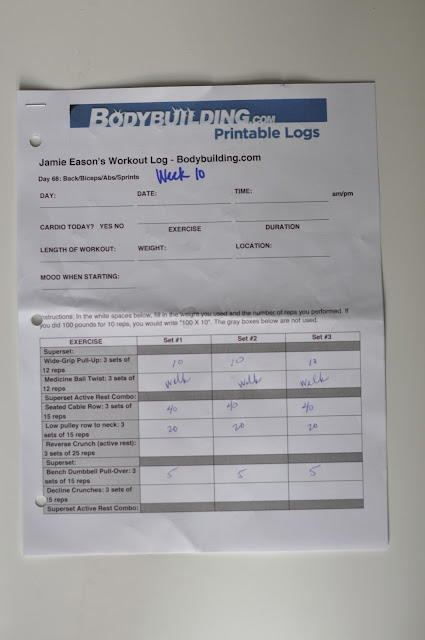 BODYBUILDING.COM
Printable Logs
Jamie Eason's Workout Log - Bodybuilding.com
Day 68: Back/Biceps/Abs/Sprints Week 10
DAY: DATE: TIME: am/pm
CARDIO TODAY? YES NO EXERCISE DURATION
LENGTH OF WORKOUT: WEIGHT: LOCATION:
MOOD WHEN STARTING:
nstructions: In the white spaces below, fill in the weight you used and the number of reps you performed. If
you did 100 pounds for 10 reps, you would write "100 X 10". The gray boxes below are not used.
EXERCISE Set #1 Set #2 Set #3
Superset:
Wide-Grip Pull-Up: 3 sets of 10 10
12 reps
Medicine Ball Twist: 3 sets of
12 reps
Superset Active Rest Combo:
Seated Cable Row: 3 sets of 40 40 40
15 reps
Low pulley row to neck: 3 20 20 20
sets of 15 reps
Reverse Crunch (active rest):
3 sets of 25 reps
Superset:
Bench Dumbbell Pull-Over: 3 5 5 5
sets of 15 reps
Decline Crunches: 3 sets of
15 reps
Superset Active Rest Combo: